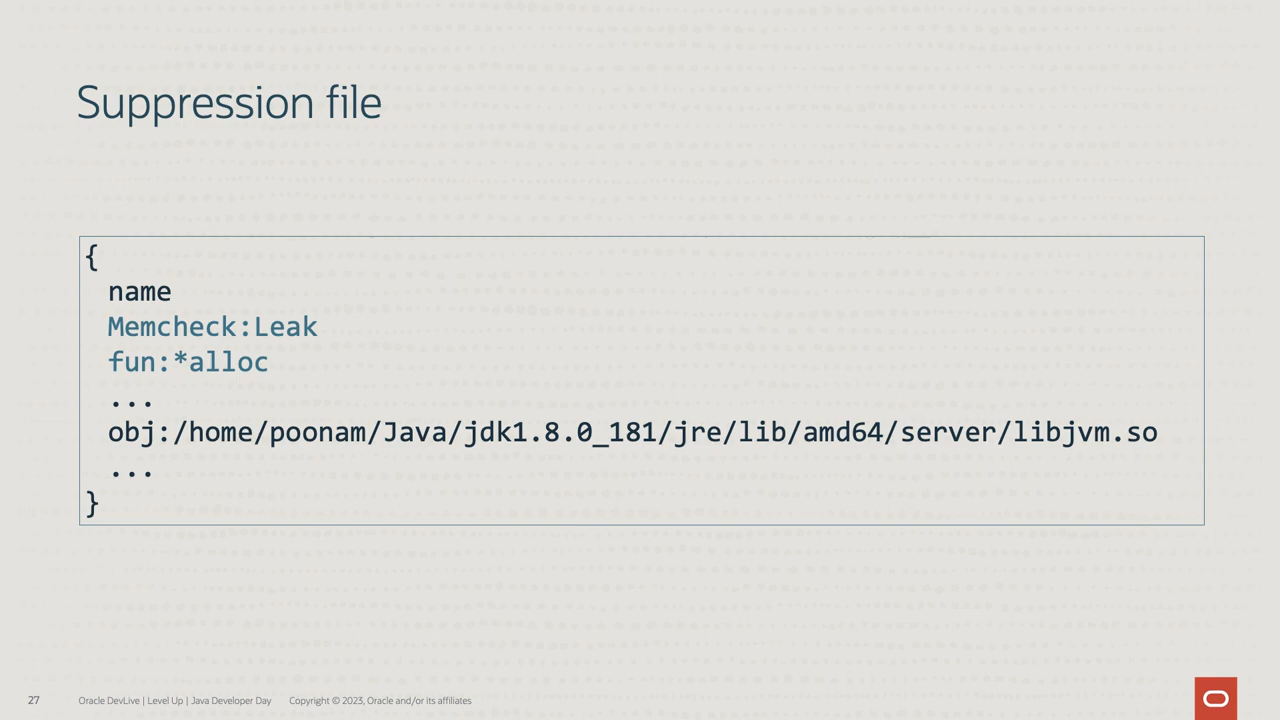 Suppression file
{
name
Memcheck:Leak
fun:*alloc
...
obj:/home/poonam/Java/jdk1.8.0_181/jre/lib/amd64/server/libjvm.so
...
}
27 Oracle DevLive | Level Up | Java Developer Day Copyright © 2023, Oracle and/or its affiliates